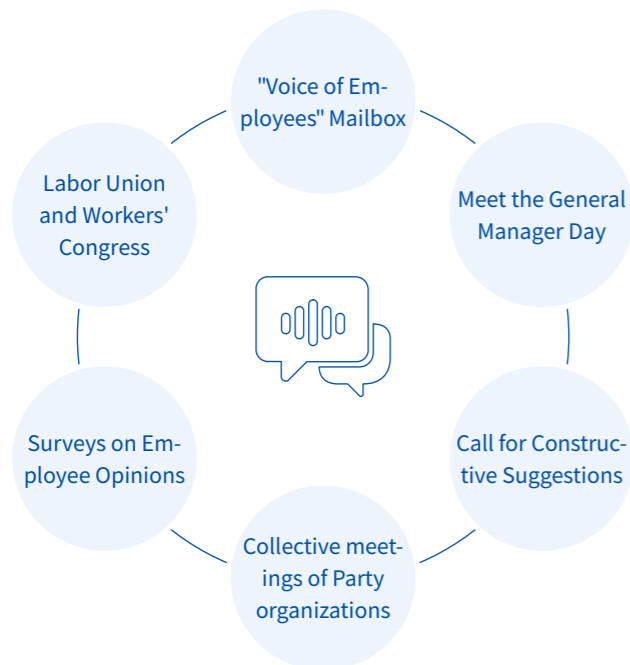 "Voice of Em-
ployees" Mailbox
Meet the General
Manager Day
Call for Construc-
tive Suggestions
Collective meet-
ings of Party
organizations
Surveys on Em-
ployee Opinions
Labor Union
and Workers'
Congress